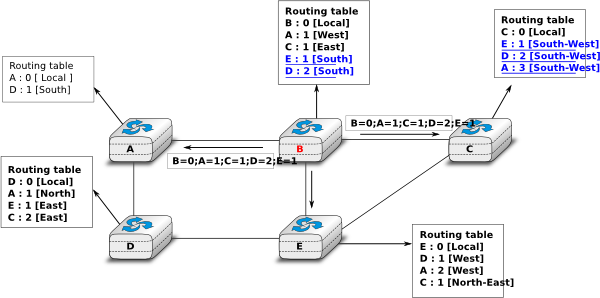 Routing table
B : 0 [Local]
A : 1 [West]
C : 1 [East]
E : 1 [South]
D : 2 [South]
Routing table
C : 0 [Local]
E : 1 [South-West]
D : 2 [South-West]
A : 3 [South-West]
Routing table
A : 0 [ Local ]
D : 1 [South]
B=0;A=1;C=1;D=2;E=1
A
B
C
B=0;A=1;C=1;D=2;E=1
Routing table
D : 0 [Local]
A : 1 [North]
E : 1 [East]
C : 2 [East]
D
E
Routing table
E : 0 [Local]
D : 1 [West]
A : 2 [West]
C : 1 [North-East]